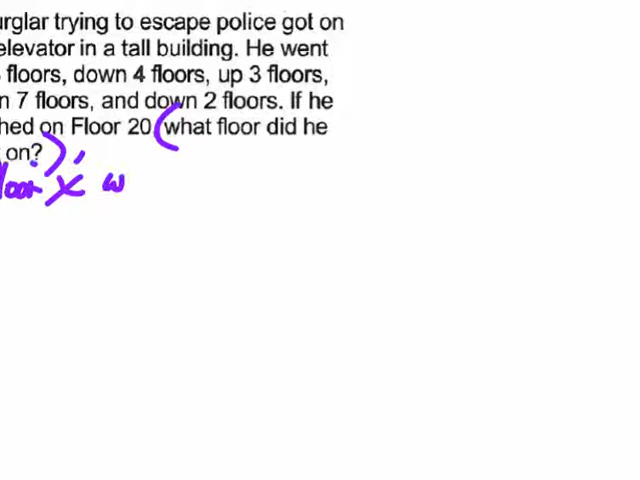 urglar trying to escape police got on
elevator in a tall building. He went
floors, down 4 floors, up 3 floors,
n 7 floors, and down 2 floors. If he
hed on Floor 20 (what floor did he
on?)
loor x w